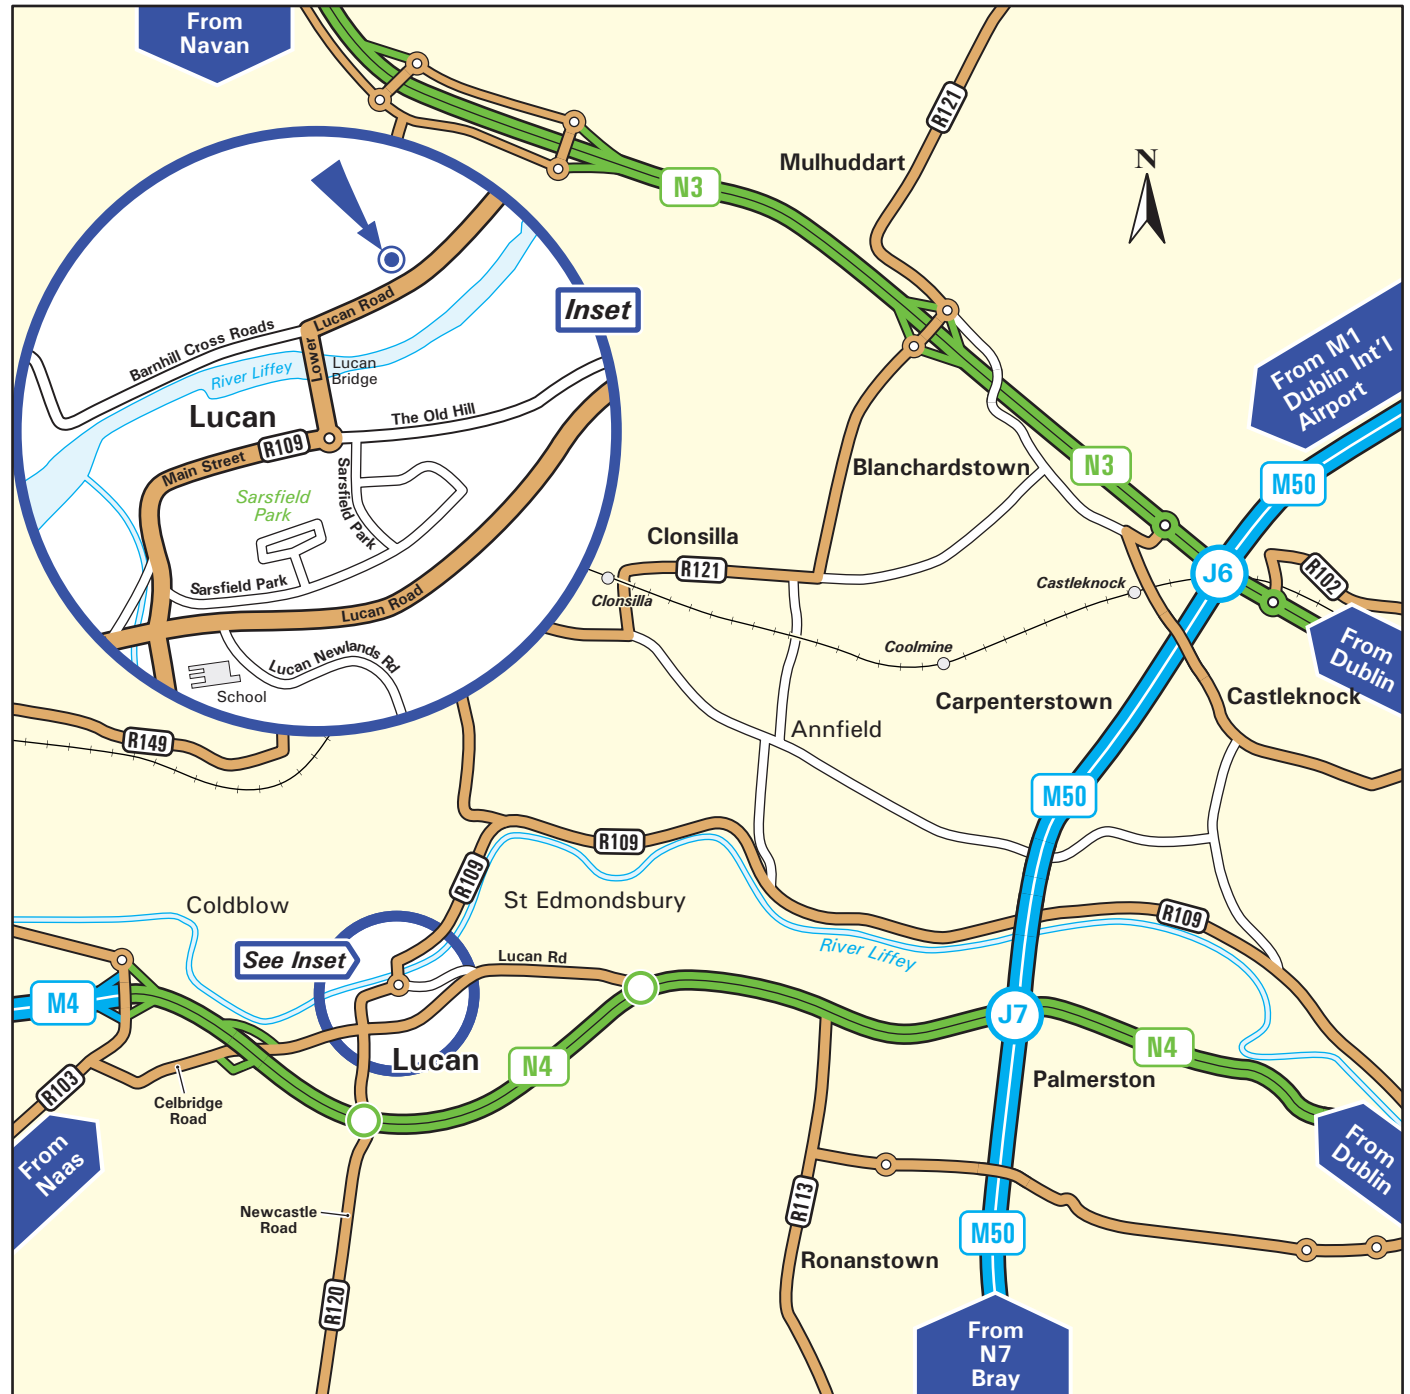 From
Navan
R121
Mulhuddart
N
N3
Inset
From M1
Dublin Int'l
Airport
Lucan Road
Barnhill Cross Roads
Lower
Lucan
Bridge
River Liffey
Lucan
The Old Hill
R109
Main Street
Sarsfield Park
Sarsfield
Park
Sarsfield Park
Lucan Road
Lucan Newlands Rd
School
Blanchardstown
N3
M50
Clonsilla
R121
Clonsilla
Castleknock
J6
R102
Coolmine
From
Dublin
Carpenterstown
Castleknock
Annfield
R149
M50
R109
R109
Coldblow
St Edmondsbury
R109
See Inset
Lucan Rd
River Liffey
M4
J7
N4
Lucan
N4
Palmerston
R103
Celbridge
Road
From
Naas
From
Dublin
Newcastle
Road
R113
M50
Ronanstown
R120
From
N7
Bray